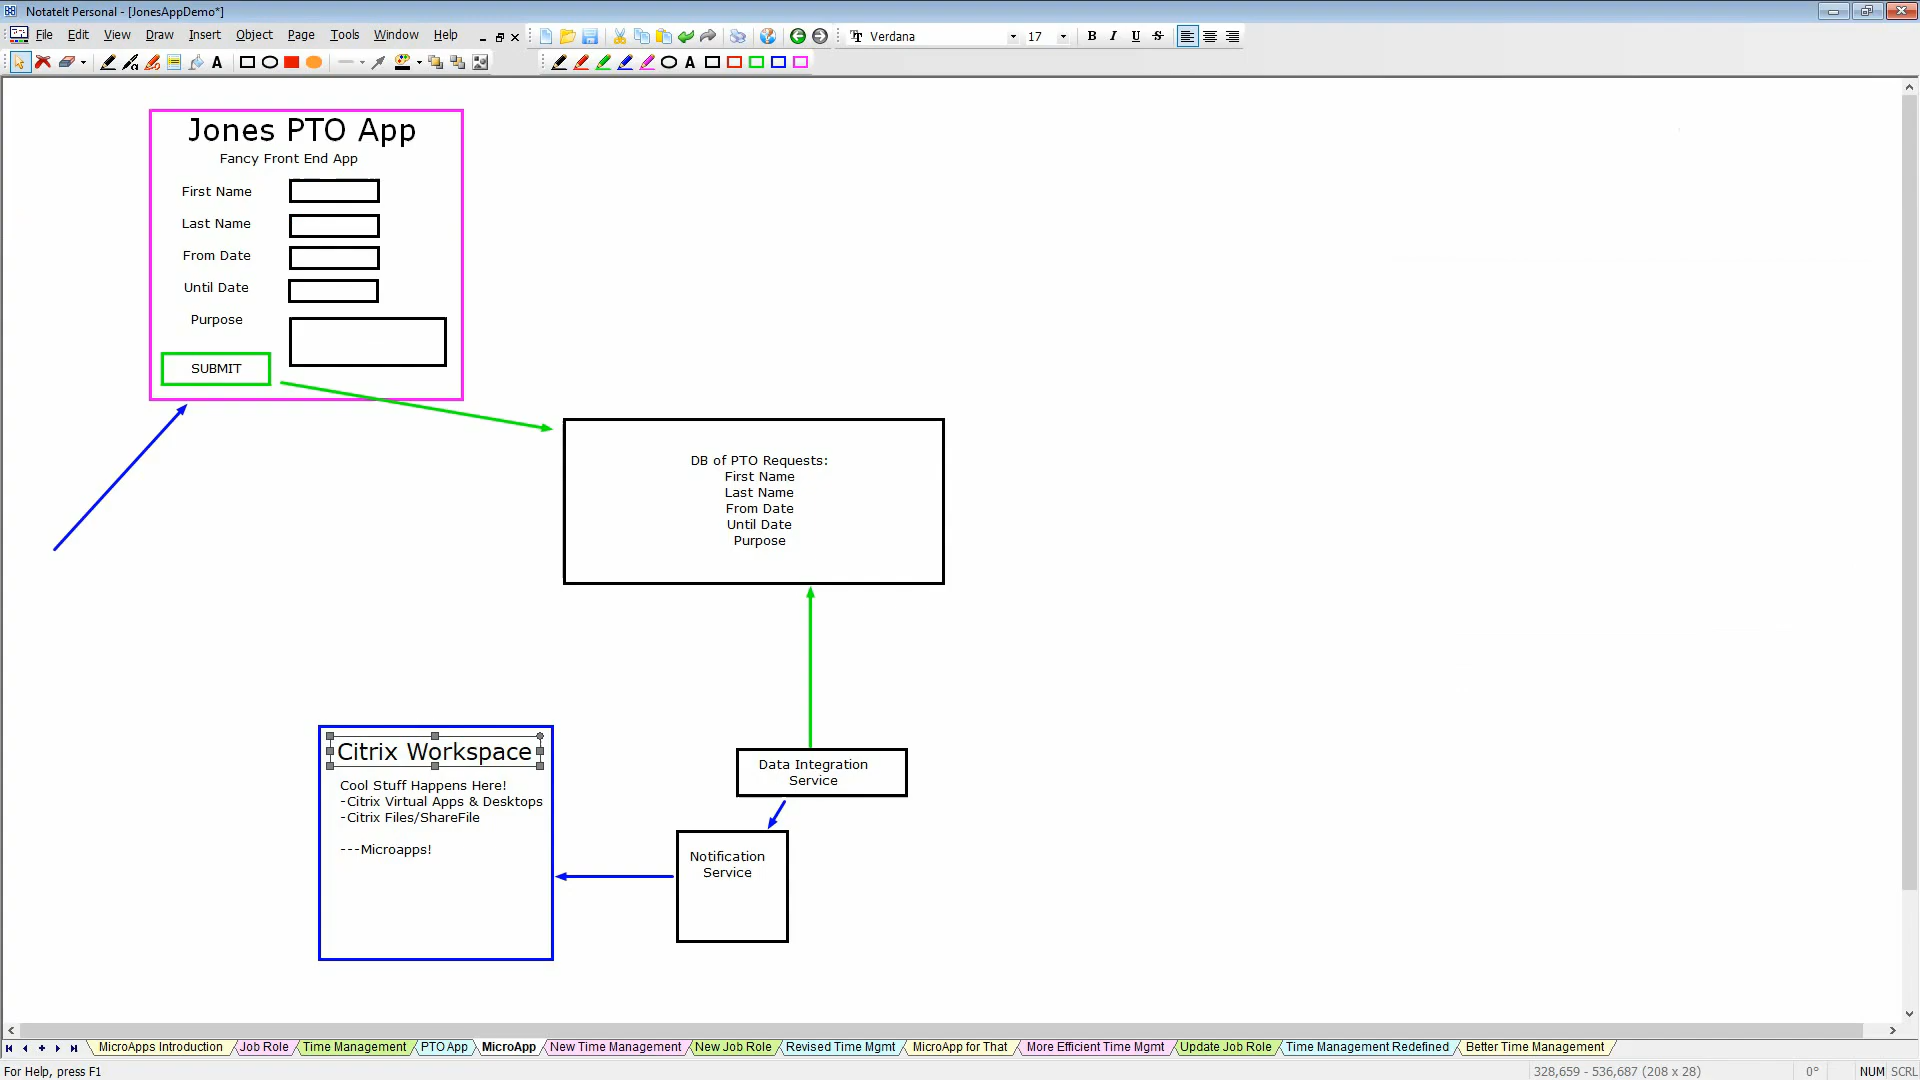 NotateIt Personal - [JonesAppDemo*]
File Edit View Draw Insert Object Page Tools Window Help
Verdana 17 B I U S
A A
Jones PTO App
Fancy Front End App
First Name
Last Name
From Date
Until Date
Purpose
SUBMIT
DB of PTO Requests:
First Name
Last Name
From Date
Until Date
Purpose
Citrix Workspace
Cool Stuff Happens Here!
-Citrix Virtual Apps & Desktops
-Citrix Files/ShareFile
---Microapps!
Data Integration
Service
Notification
Service
MicroApps Introduction Job Role Time Management PTO App MicroApp New Time Management New Job Role Revised Time Mgmt MicroApp for That More Efficient Time Mgmt Update Job Role Time Management Redefined Better Time Management
For Help, press F1 328,659 - 536,687 (208 x 28) 0° NUM SCRL